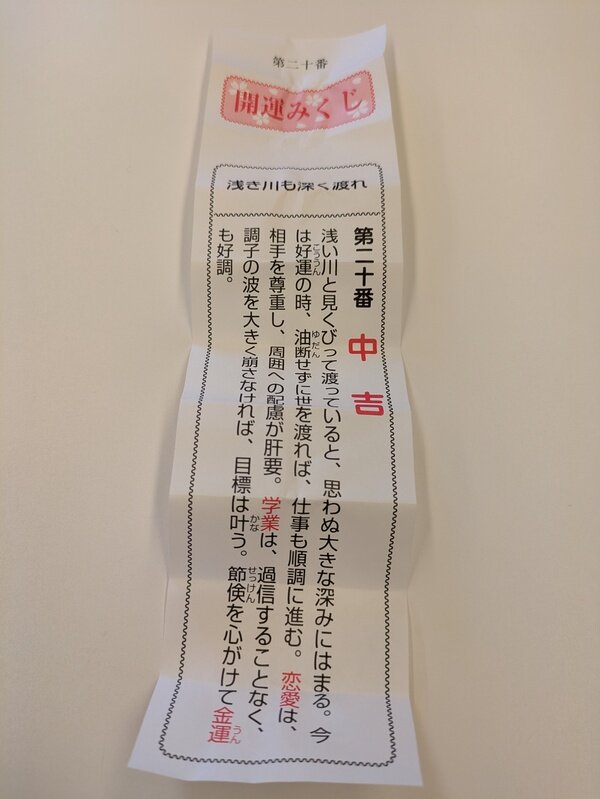 第二十番
開運みくじ
浅き川も深く渡れ
第二十番 中吉
浅い川と見くびって渡っていると、思わぬ大きな深みにはまる。今
は好運の時、油断せずに世を渡れば、仕事も順調に進む。恋愛は、
相手を尊重し、周囲への配慮が肝要。学業は、過信することなく、
調子の波を大きく崩さなければ、目標は叶う。節倹を心がけて金運
も好調。